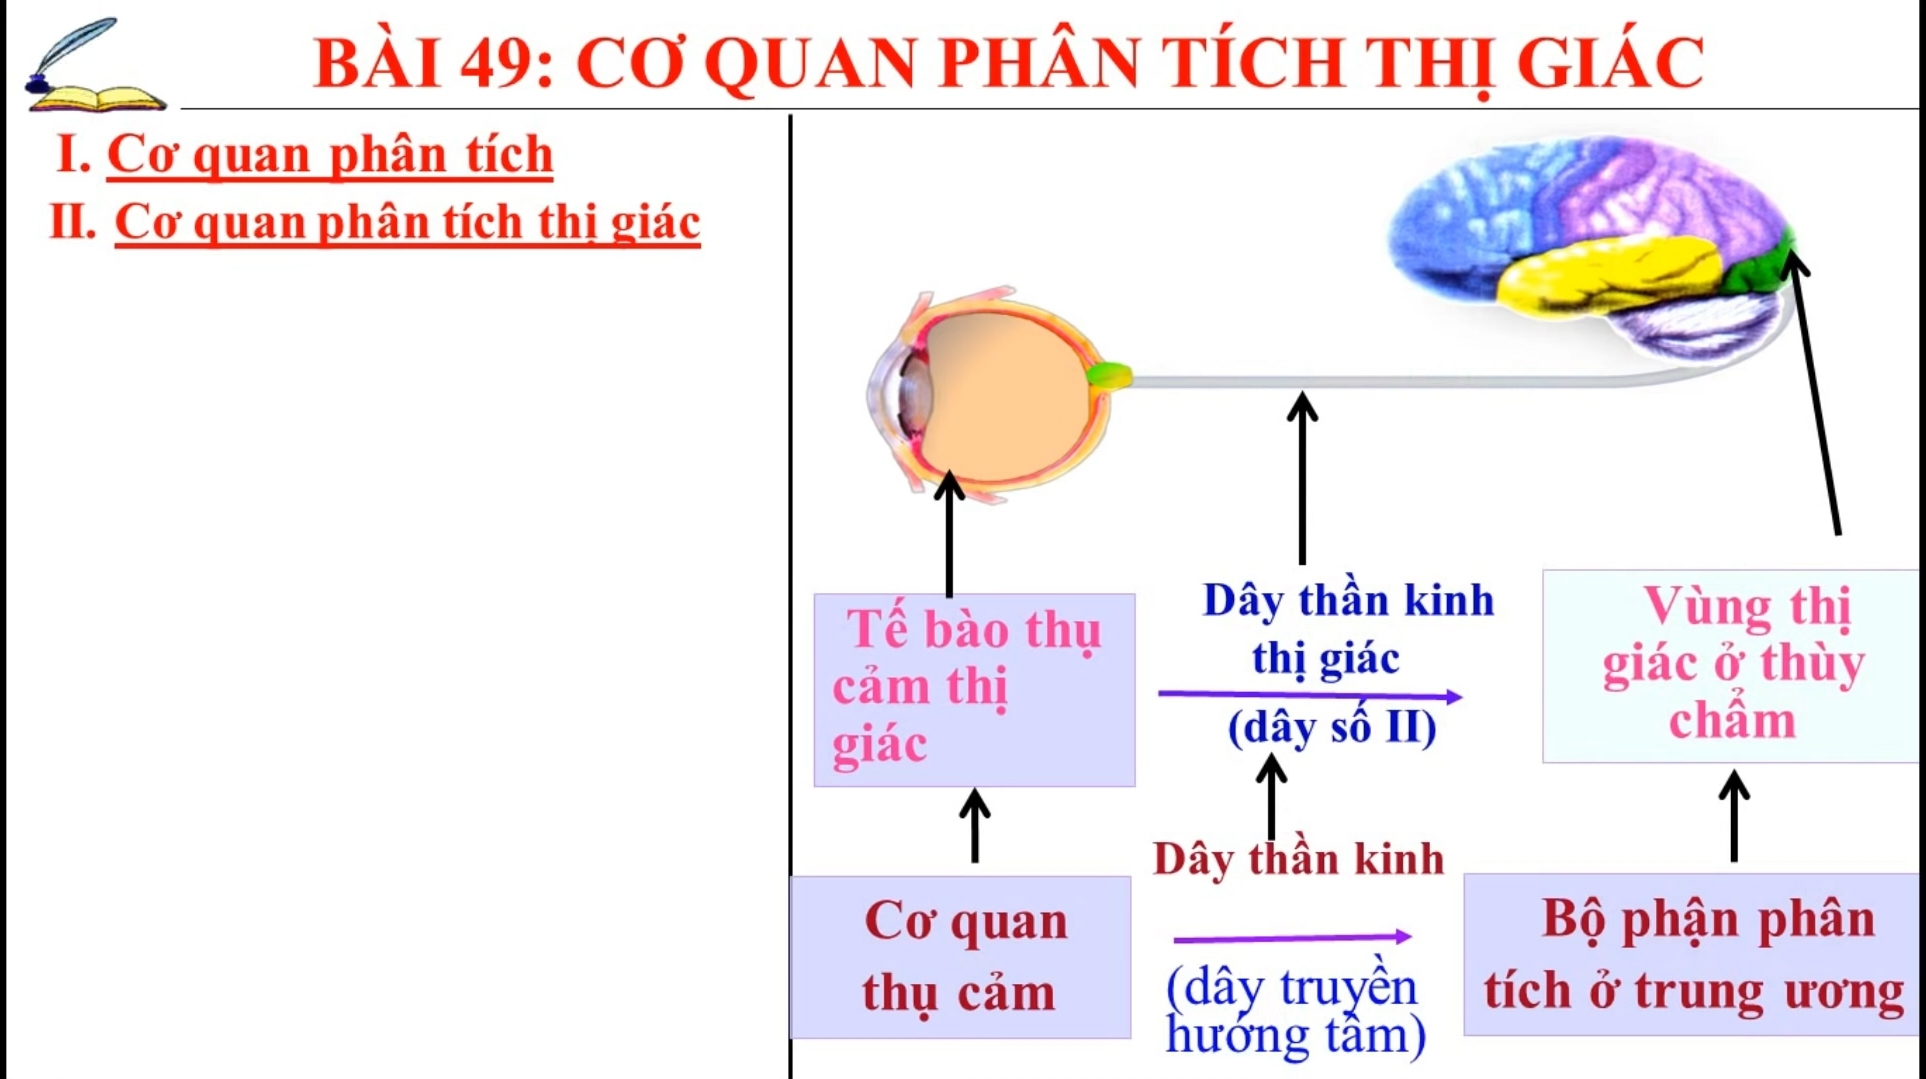 BÀI 49: CƠ QUAN PHÂN TÍCH THỊ GIÁC
I. Cơ quan phân tích
II. Cơ quan phân tích thị giác
Tế bào thụ
cảm thị
giác
Dây thần kinh
thị giác
(dây số II)
Vùng thị
giác ở thùy
chẩm
Cơ quan
thụ cảm
Dây thần kinh
(dây truyền
hướng tâm)
Bộ phận phân
tích ở trung ương